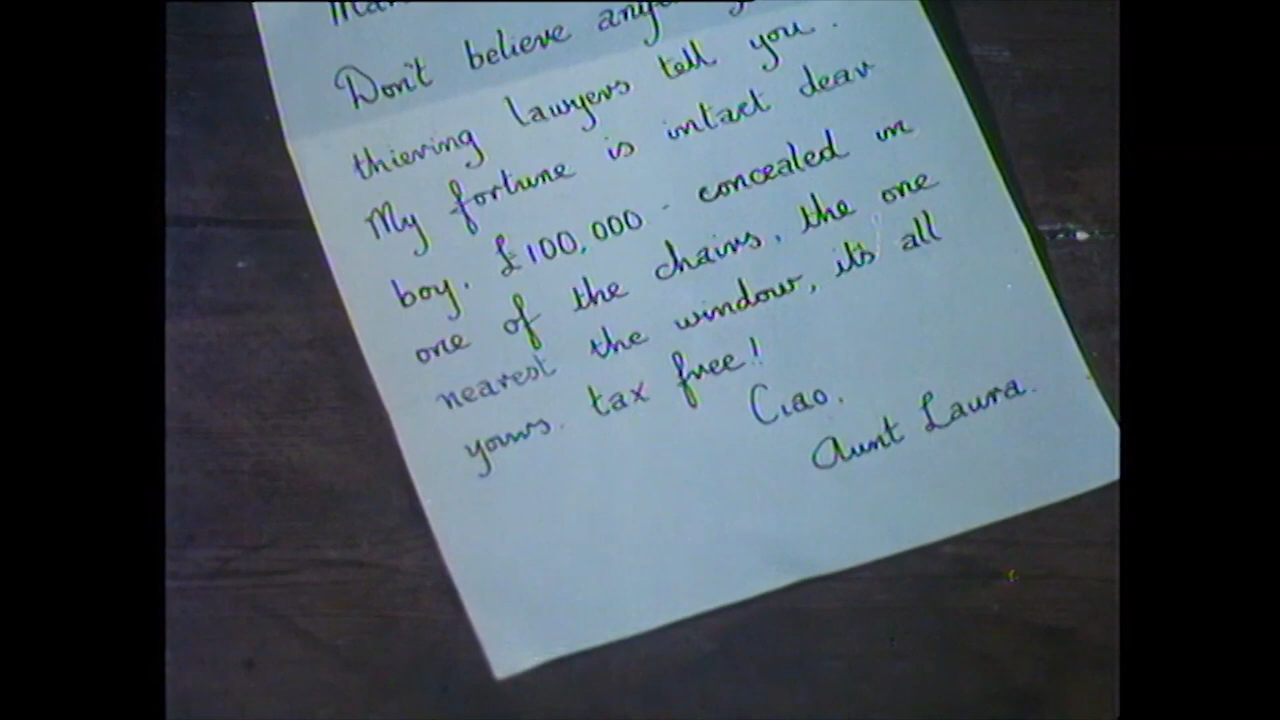 Don't believe
thieving lawyers tell you.
My fortune is intact dear
boy. £100,000 - concealed in
one of the chairs, the one
nearest the window, it's all
yours. tax free!
Ciao.
Aunt Laura.